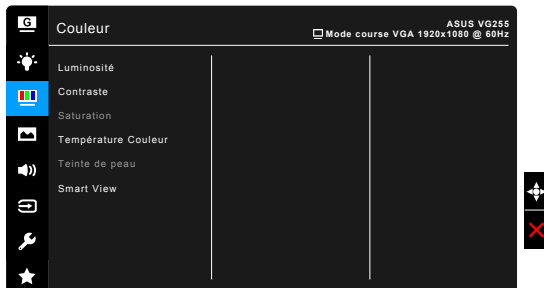 G
Couleur
ASUS VG255
Mode course VGA 1920x1080 @ 60Hz
Luminosité
Contraste
Saturation
Température Couleur
Teinte de peau
Smart View